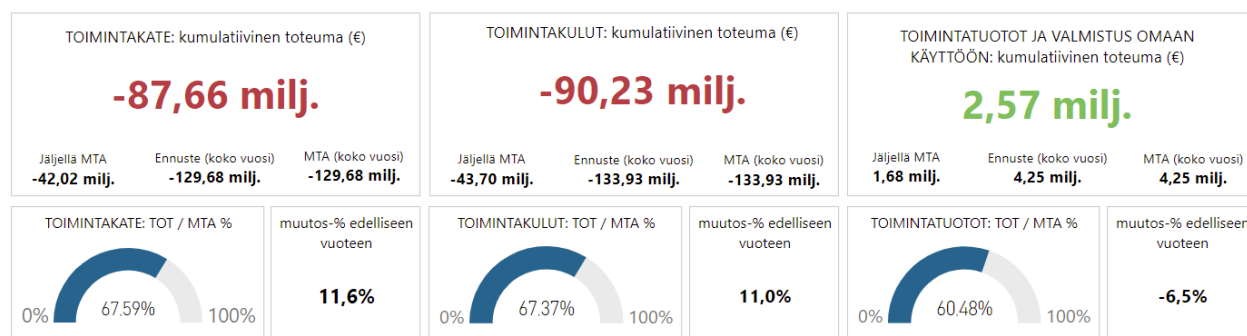 TOIMINTAKATE: kumulatiivinen toteuma (€)
-87,66 milj.
Jäljellä MTA
-42,02 milj.
Ennuste (koko vuosi)
-129,68 milj.
MTA (koko vuosi)
-129,68 milj.
TOIMINTAKULUT: kumulatiivinen toteuma (€)
-90,23 milj.
Jäljellä MTA
-43,70 milj.
Ennuste (koko vuosi)
-133,93 milj.
MTA (koko vuosi)
-133,93 milj.
TOIMINTATUOTOT JA VALMISTUS OMAAN
KÄYTTÖÖN: kumulatiivinen toteuma (€)
2,57 milj.
Jäljellä MTA
1,68 milj.
Ennuste (koko vuosi)
4,25 milj.
MTA (koko vuosi)
4,25 milj.
TOIMINTAKATE: TOT / MTA %
0%
67.59%
100%
muutos-% edelliseen
vuoteen
11,6%
TOIMINTAKULUT: TOT / MTA %
0%
67.37%
100%
muutos-% edelliseen
vuoteen
11,0%
TOIMINTATUOTOT: TOT / MTA %
0%
60.48%
100%
muutos-% edelliseen
vuoteen
-6,5%